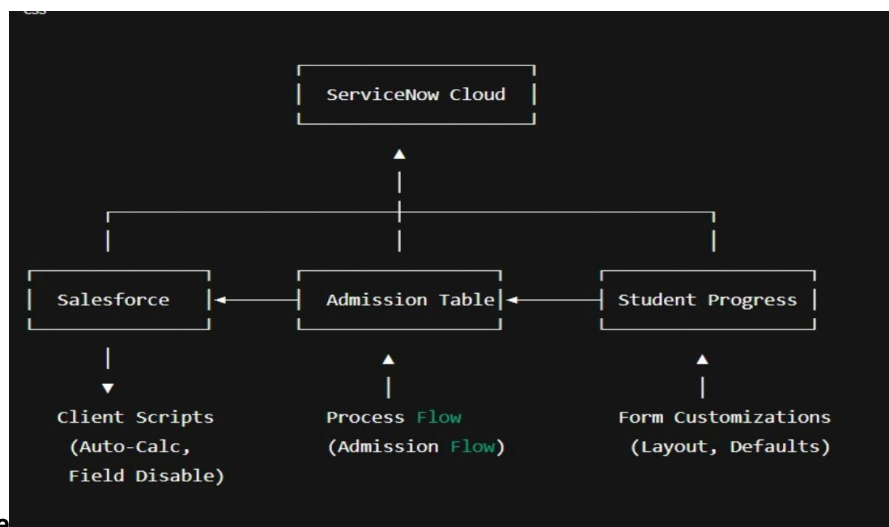 css
ServiceNow Cloud
Salesforce
Admission Table
Student Progress
Client Scripts
(Auto-Calc,
Field Disable)
Process Flow
(Admission Flow)
Form Customizations
(Layout, Defaults)
e